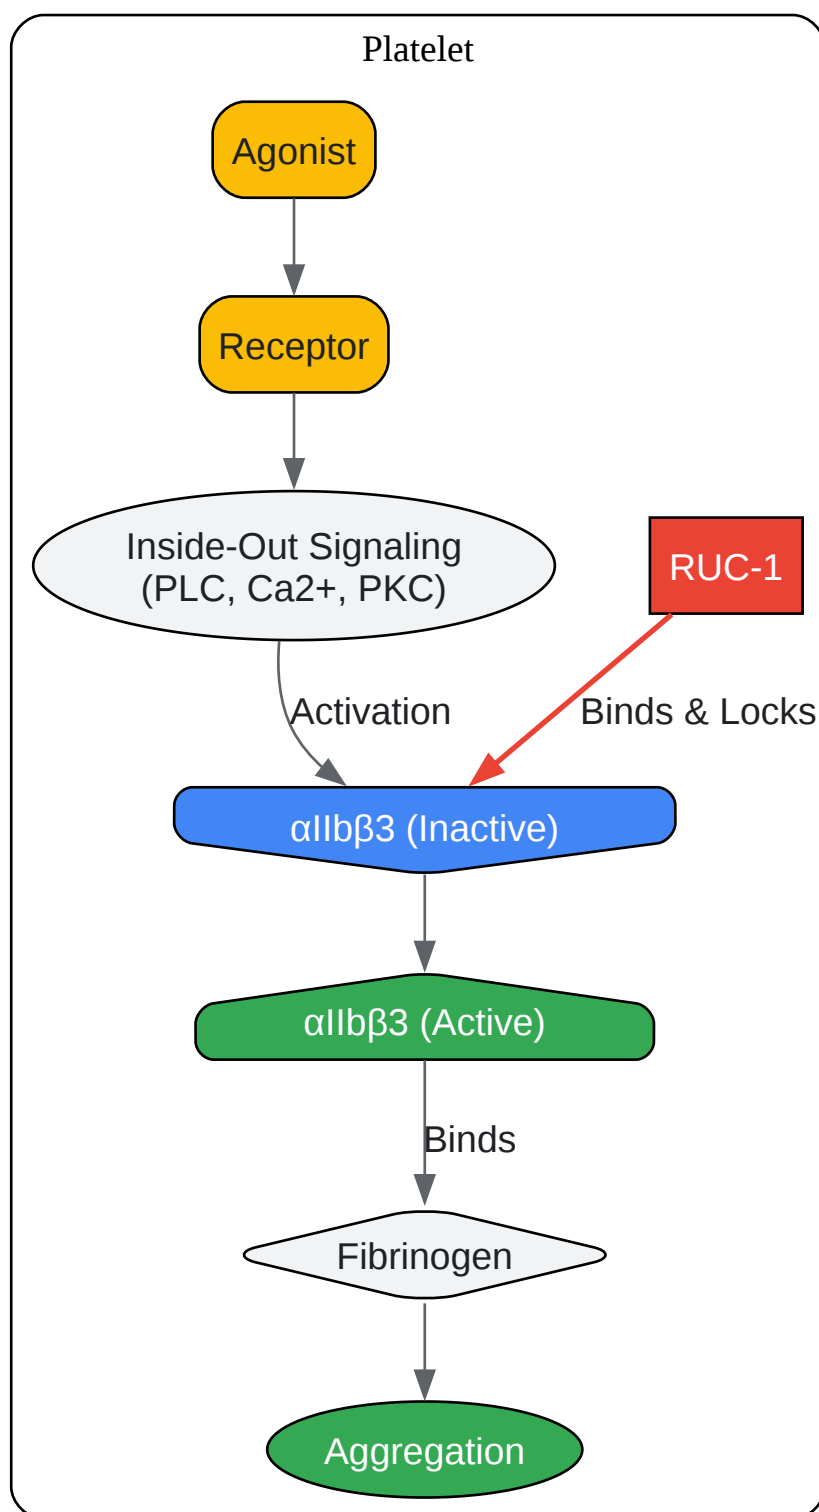 Platelet
Agonist
Receptor
Inside-Out Signaling
(PLC, Ca2+, PKC)
RUC-1
Activation
Binds & Locks
αIIbβ3 (Inactive)
αIIbβ3 (Active)
Binds
Fibrinogen
Aggregation